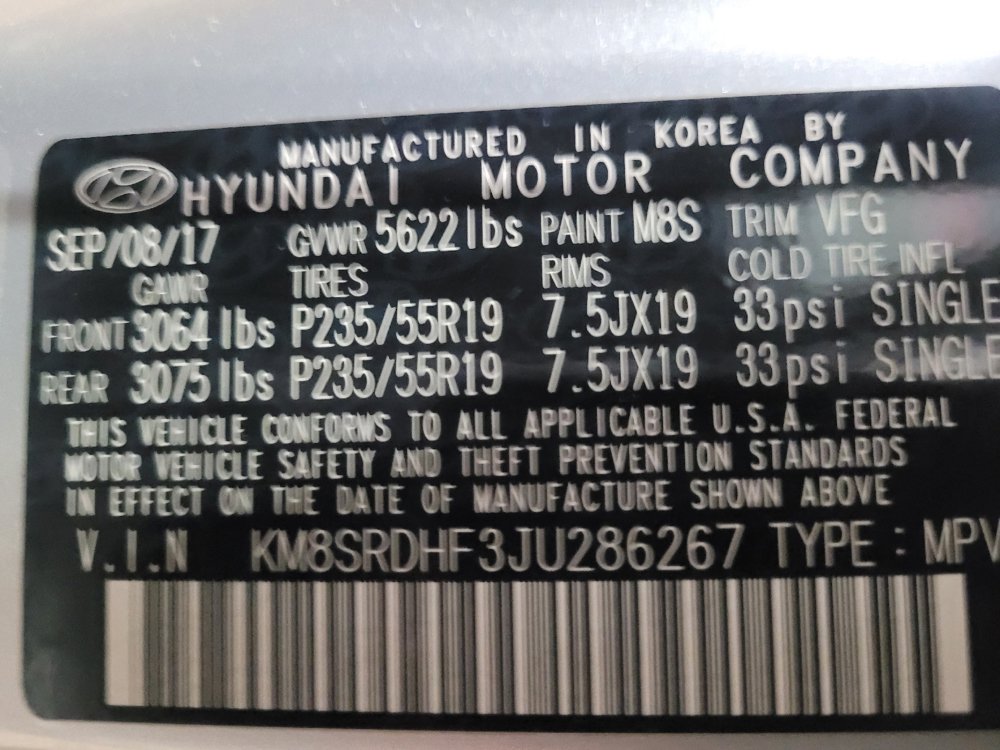 MANUFACTURED IN KOREA BY
HYUNDAI MOTOR COMPANY
SEP/08/17 GVWR 5622lbs PAINT M8S TRIM VFG
GAWR TIRES RIMS COLD TIRE INFL
FRONT 3064 lbs P235/55R19 7.5JX19 33psi SINGLE
REAR 3075 lbs P235/55R19 7.5JX19 33psi SINGLE
THIS VEHICLE CONFORMS TO ALL APPLICABLE U.S.A. FEDERAL
MOTOR VEHICLE SAFETY AND THEFT PREVENTION STANDARDS
IN EFFECT ON THE DATE OF MANUFACTURE SHOWN ABOVE
V.I.N KM8SRDHF3JU286267 TYPE : MPV